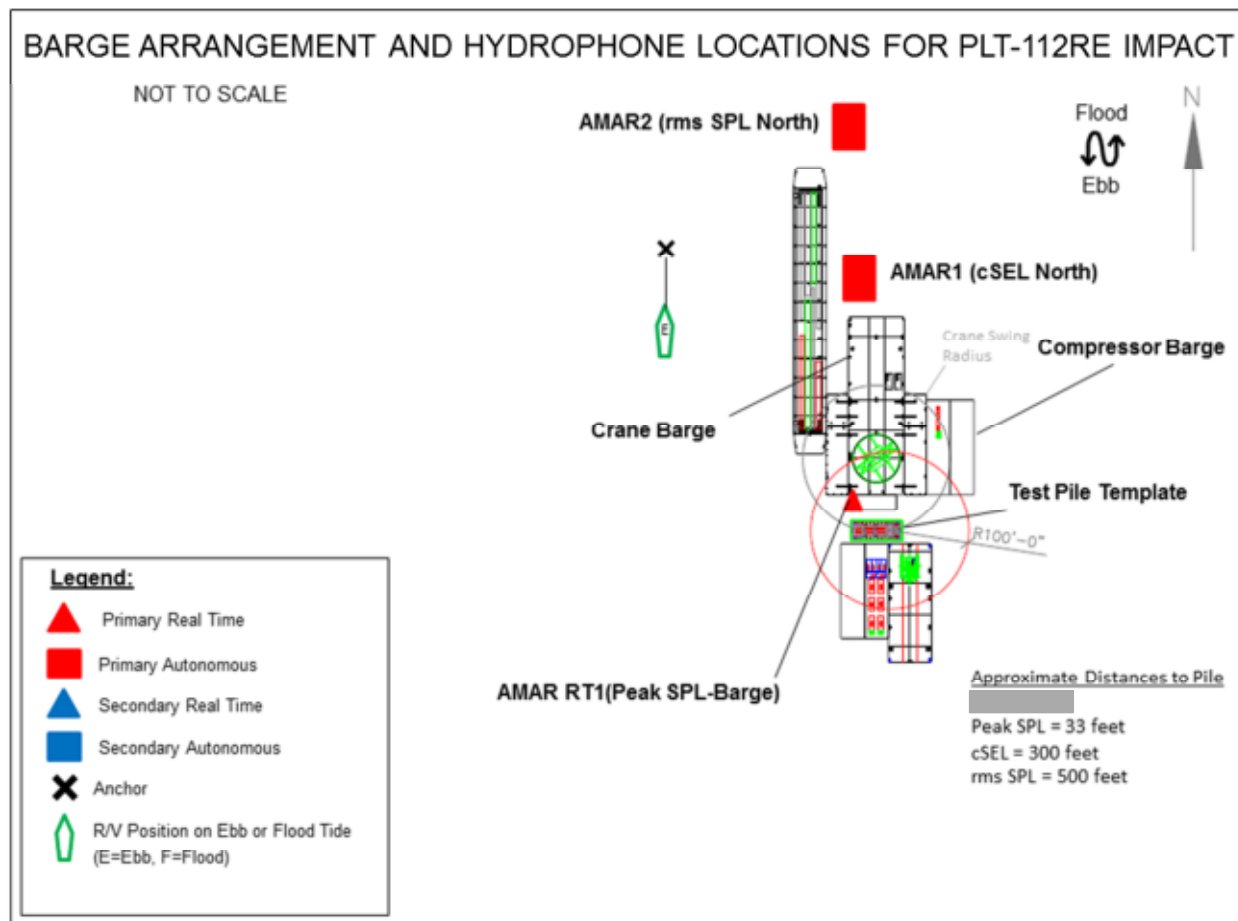 BARGE ARRANGEMENT AND HYDROPHONE LOCATIONS FOR PLT-112RE IMPACT
NOT TO SCALE
N
Flood
Ebb
AMAR2 (rms SPL North)
AMAR1 (cSEL North)
E
Crane Swing
Radius
Compressor Barge
Crane Barge
Test Pile Template
R100'-0"
AMAR RT1(Peak SPL-Barge)
Legend:
Primary Real Time
Primary Autonomous
Secondary Real Time
Secondary Autonomous
Anchor
R/V Position on Ebb or Flood Tide
(E=Ebb, F=Flood)
Approximate Distances to Pile
Peak SPL = 33 feet
cSEL = 300 feet
rms SPL = 500 feet